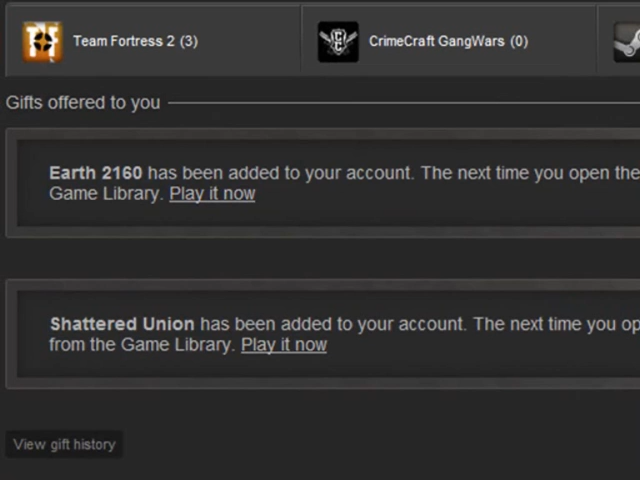 Team Fortress 2 (3)
CrimeCraft GangWars (0)
Gifts offered to you
Earth 2160 has been added to your account. The next time you open the
Game Library. Play it now
Shattered Union has been added to your account. The next time you op
from the Game Library. Play it now
View gift history